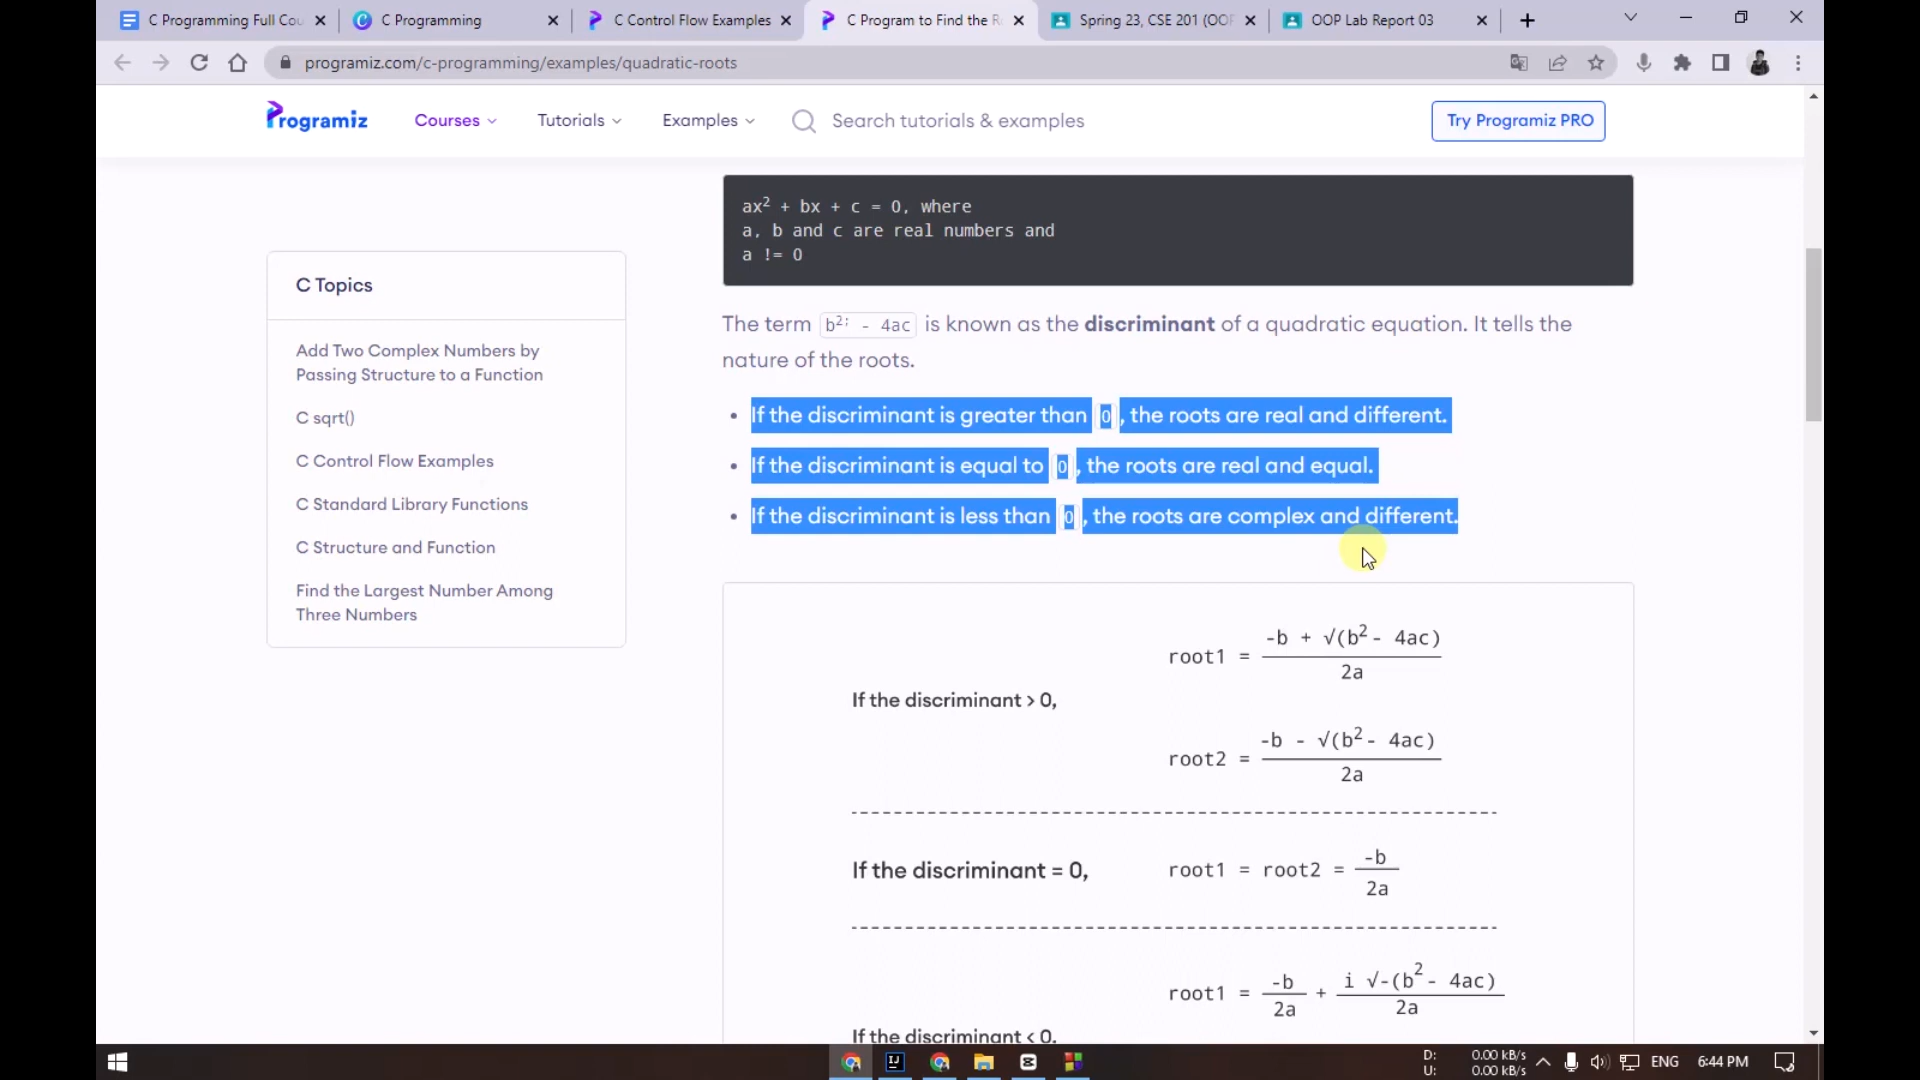 C Programming Full Cou
C Programming
C Control Flow Examples
C Program to Find the R
Spring 23, CSE 201 (OOP
OOP Lab Report 03
programiz.com/c-programming/examples/quadratic-roots
Programiz
Courses
Tutorials
Examples
Search tutorials & examples
Try Programiz PRO
C Topics
Add Two Complex Numbers by
Passing Structure to a Function
C sqrt()
C Control Flow Examples
C Standard Library Functions
C Structure and Function
Find the Largest Number Among
Three Numbers
ax² + bx + c = 0, where
a, b and c are real numbers and
a != 0
The term b²; - 4ac is known as the discriminant of a quadratic equation. It tells the
nature of the roots.
• If the discriminant is greater than 0, the roots are real and different.
• If the discriminant is equal to 0, the roots are real and equal.
• If the discriminant is less than 0, the roots are complex and different.
If the discriminant > 0,
root1 = -b + √(b² - 4ac)
2a
root2 = -b - √(b² - 4ac)
2a
If the discriminant = 0,
root1 = root2 = -b
2a
If the discriminant < 0,
root1 = -b + i √-(b² - 4ac)
2a 2a
D: 0.00 kB/s
U: 0.00 kB/s
ENG
6:44 PM